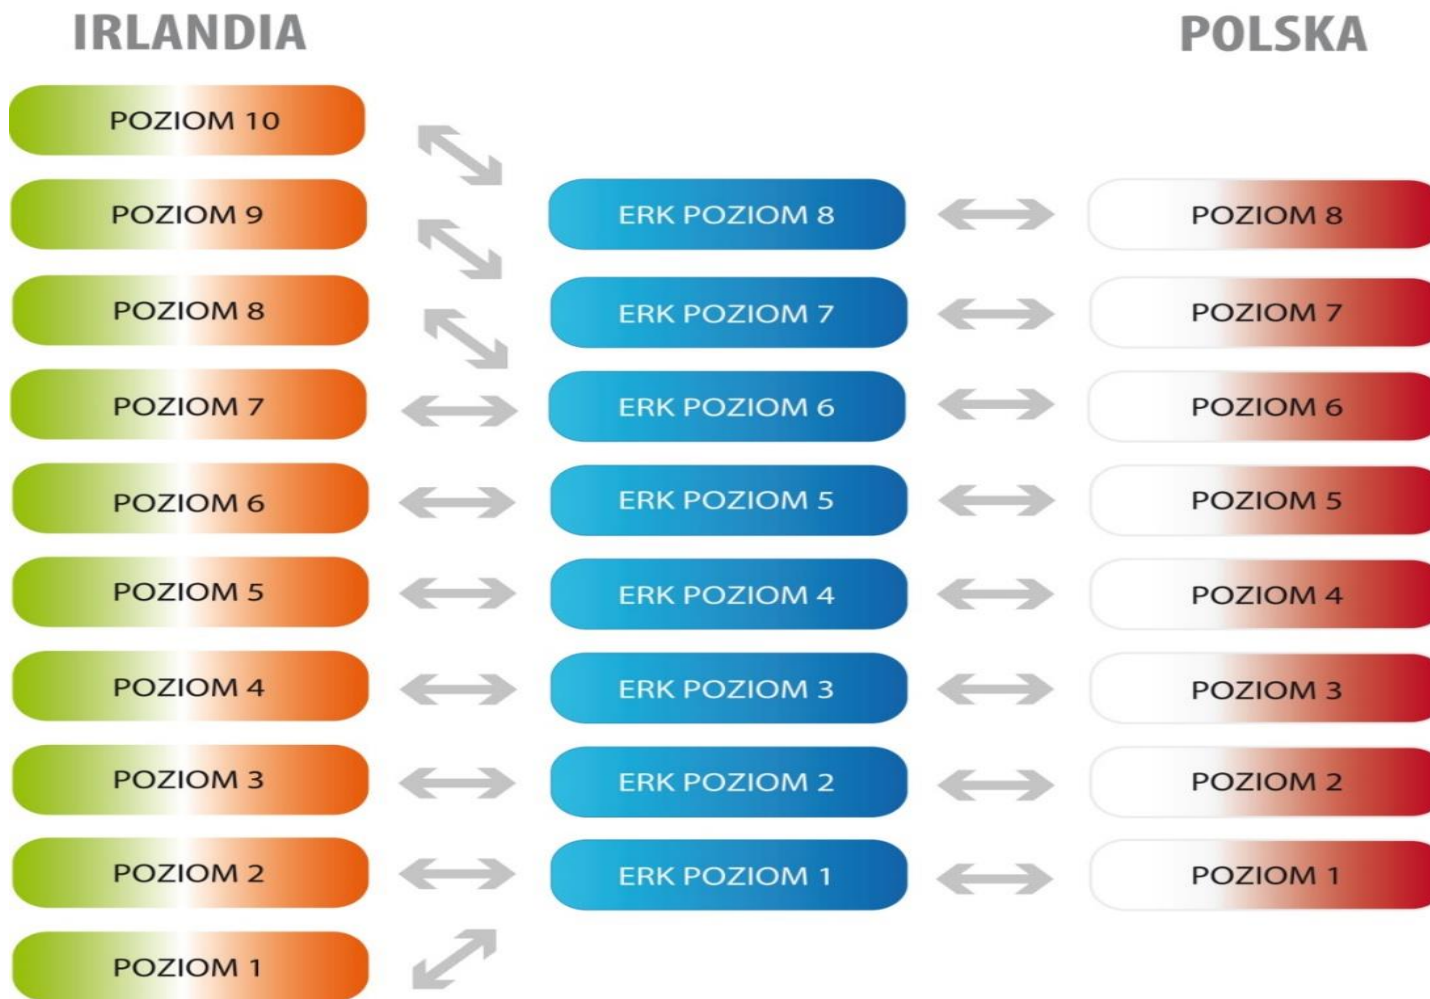 IRLANDIA
POLSKA
POZIOM 10
POZIOM 9
ERK POZIOM 8
POZIOM 8
POZIOM 8
ERK POZIOM 7
POZIOM 7
POZIOM 7
ERK POZIOM 6
POZIOM 6
POZIOM 6
ERK POZIOM 5
POZIOM 5
POZIOM 5
ERK POZIOM 4
POZIOM 4
POZIOM 4
ERK POZIOM 3
POZIOM 3
POZIOM 3
ERK POZIOM 2
POZIOM 2
POZIOM 2
ERK POZIOM 1
POZIOM 1
POZIOM 1